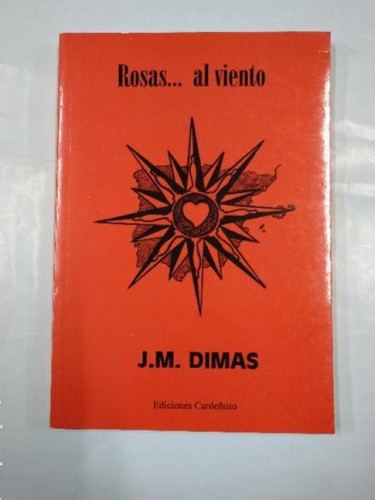 Rosas... al viento
J.M. DIMAS
Ediciones Cardeñoso